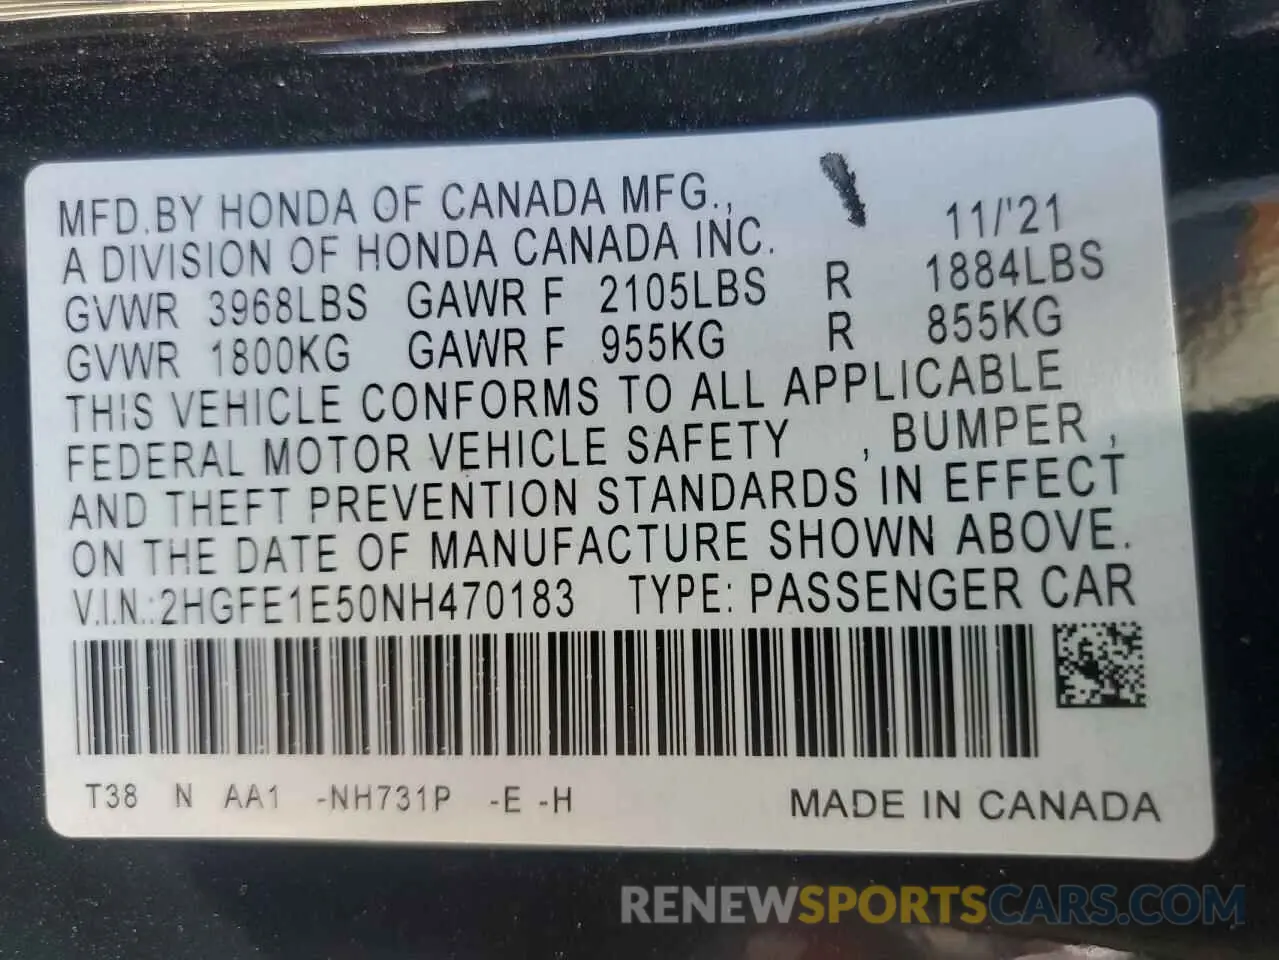 MFD.BY HONDA OF CANADA MFG., 11/'21
A DIVISION OF HONDA CANADA INC.
GVWR 3968LBS GAWR F 2105LBS R 1884LBS
GVWR 1800KG GAWR F 955KG R 855KG
THIS VEHICLE CONFORMS TO ALL APPLICABLE
FEDERAL MOTOR VEHICLE SAFETY , BUMPER ,
AND THEFT PREVENTION STANDARDS IN EFFECT
ON THE DATE OF MANUFACTURE SHOWN ABOVE.
V.I.N.:2HGFE1E50NH470183 TYPE: PASSENGER CAR
T38 N AA1 -NH731P -E -H MADE IN CANADA
RENEWSPORTSCARS.COM